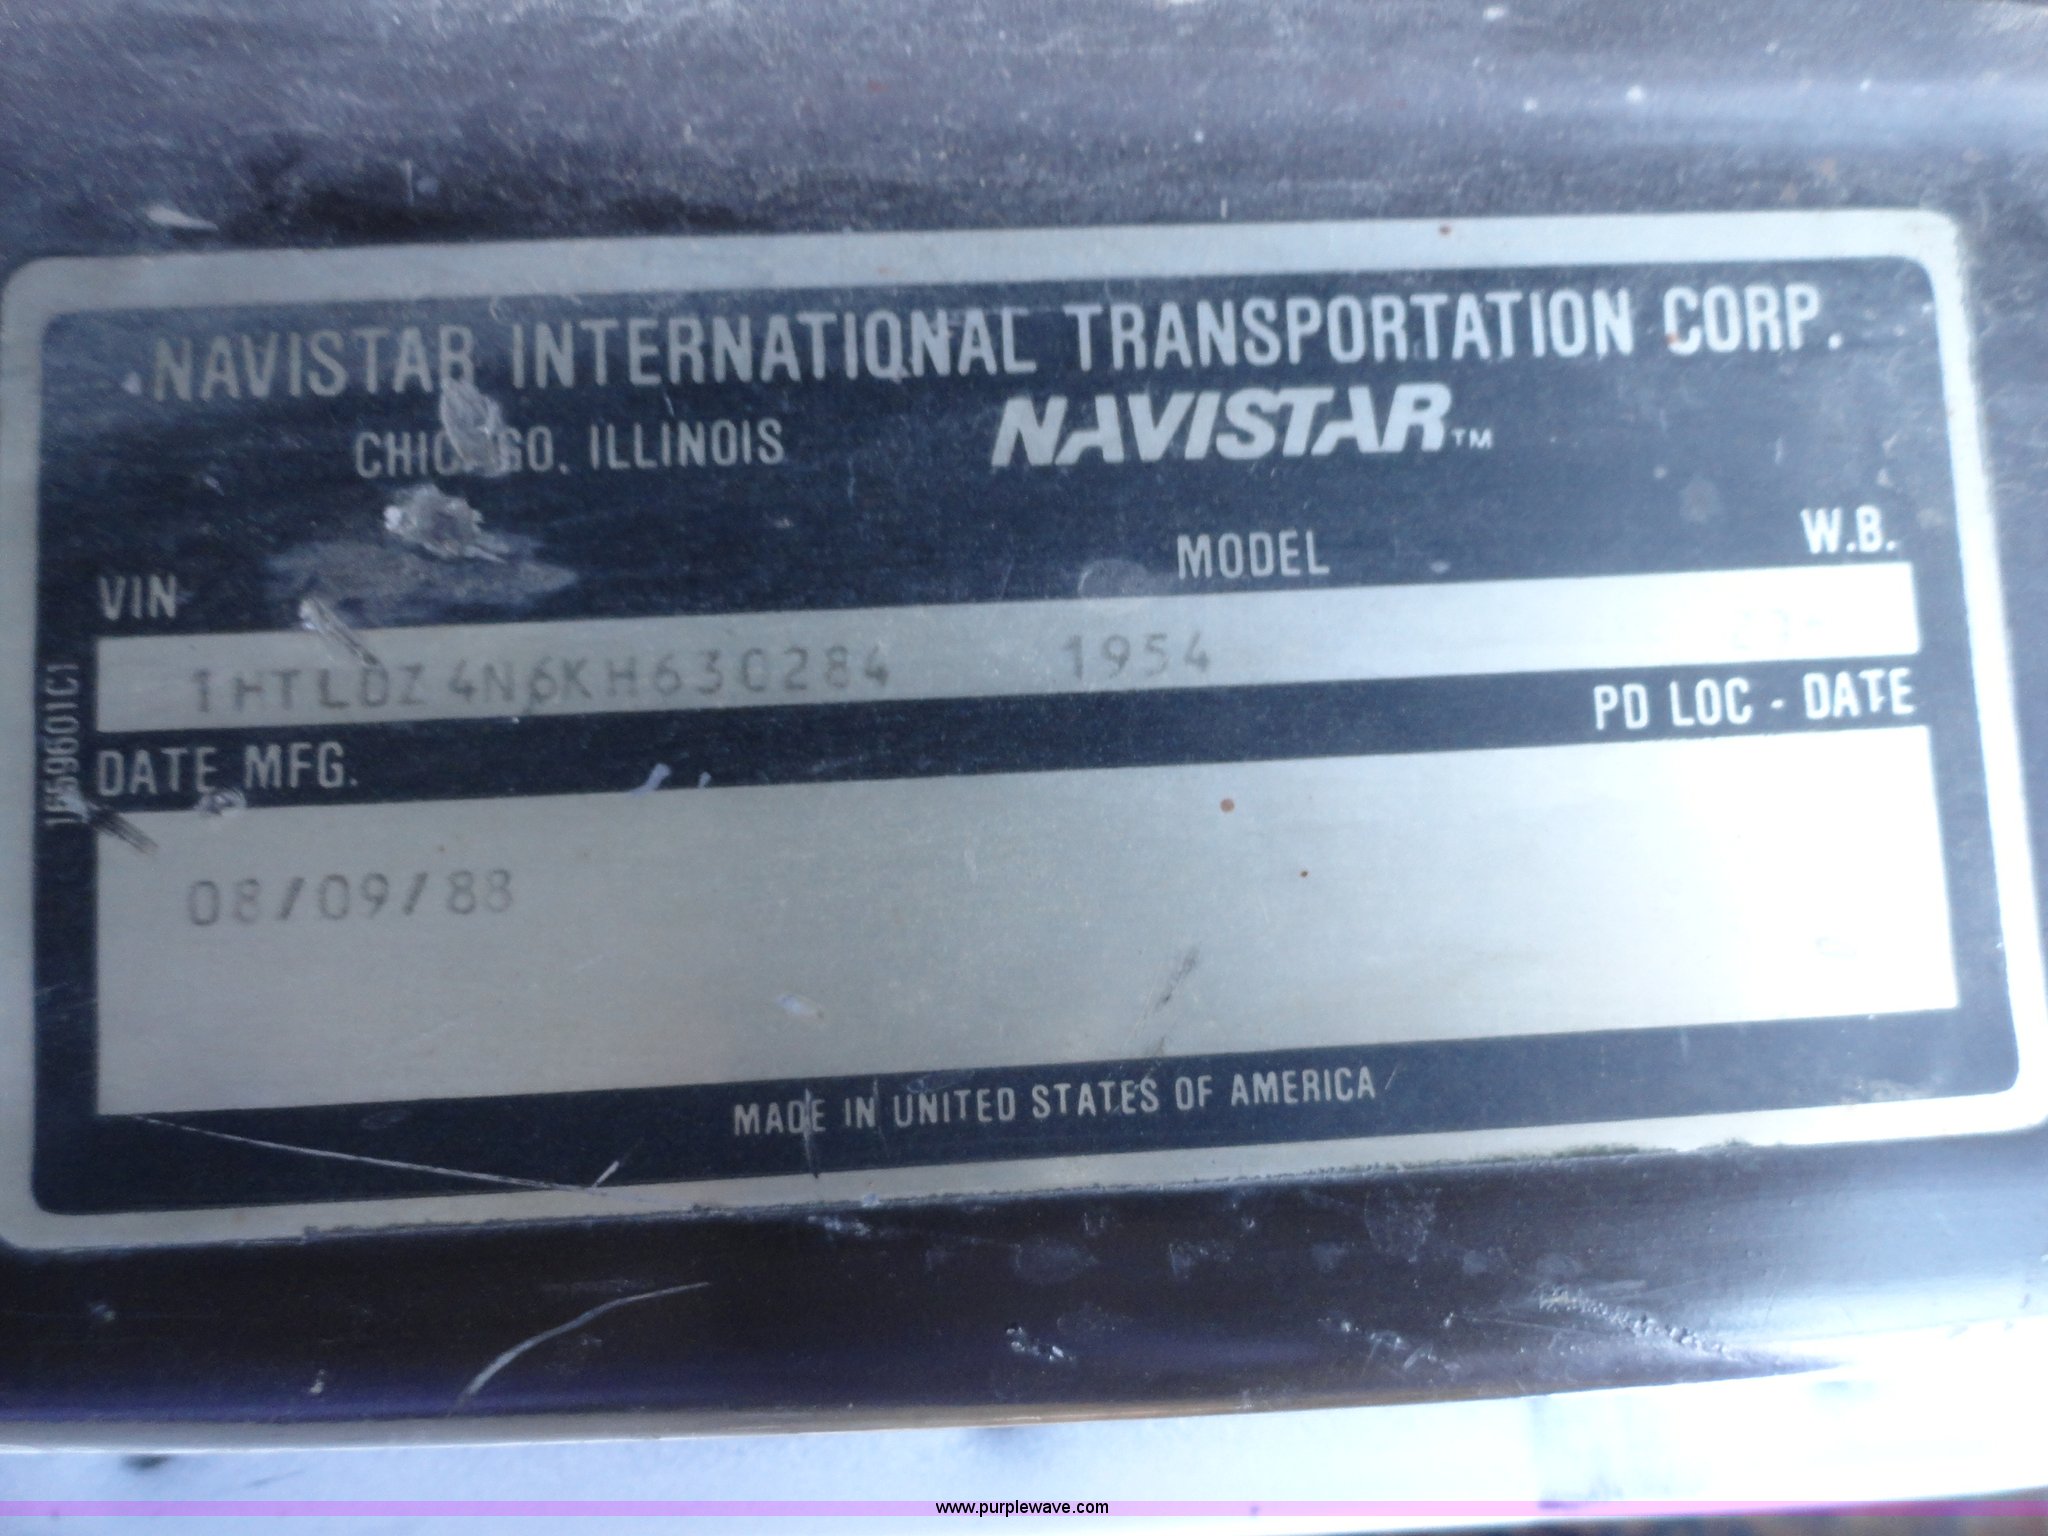 NAVISTAR INTERNATIONAL TRANSPORTATION CORP.
CHICAGO, ILLINOIS NAVISTAR™
VIN MODEL W.B.
1HTLDZ4N6KH630284 1954
DATE MFG. PD LOC - DATE
08/09/88
1659601C1
MADE IN UNITED STATES OF AMERICA
www.purplewave.com